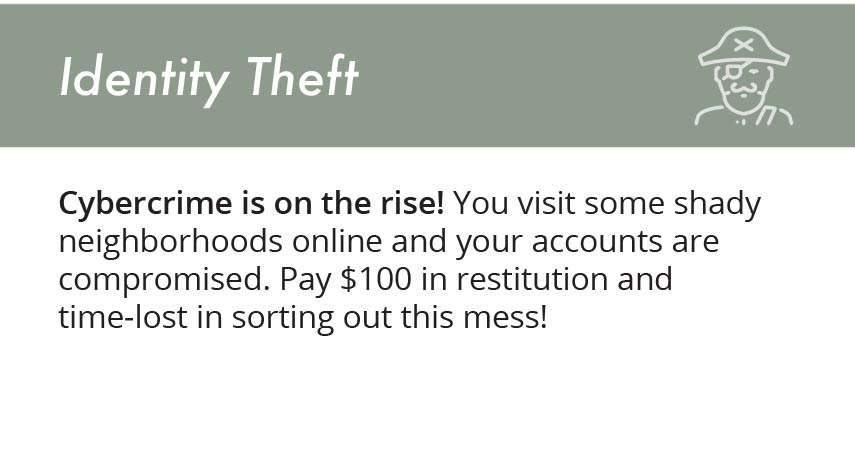 Identity Theft
Cybercrime is on the rise! You visit some shady
neighborhoods online and your accounts are
compromised. Pay $100 in restitution and
time-lost in sorting out this mess!